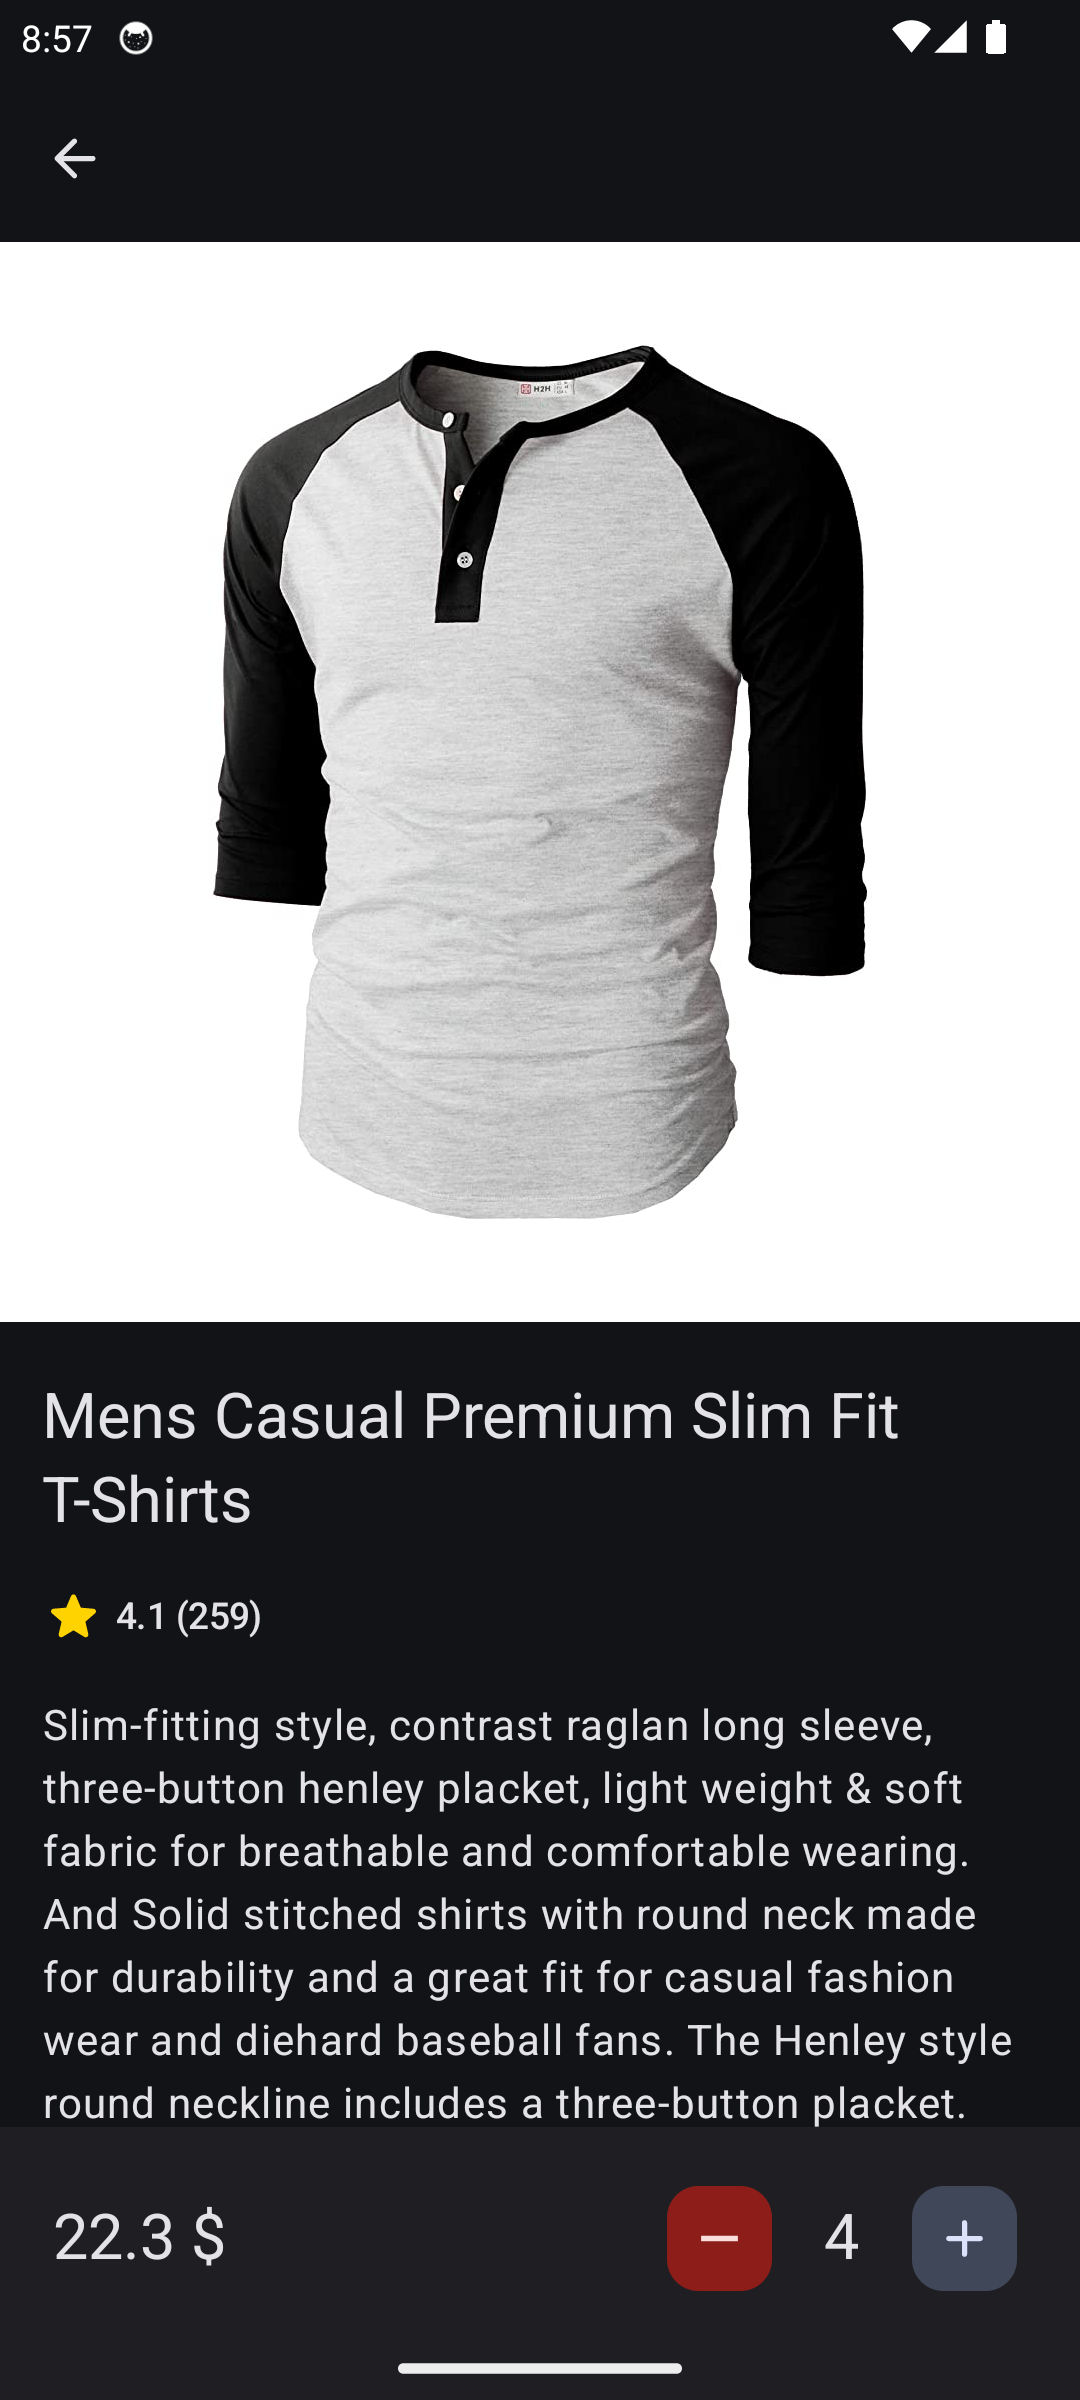 8:57
H2H
Mens Casual Premium Slim Fit
T-Shirts
4.1 (259)
Slim-fitting style, contrast raglan long sleeve,
three-button henley placket, light weight & soft
fabric for breathable and comfortable wearing.
And Solid stitched shirts with round neck made
for durability and a great fit for casual fashion
wear and diehard baseball fans. The Henley style
round neckline includes a three-button placket.
22.3 $
4